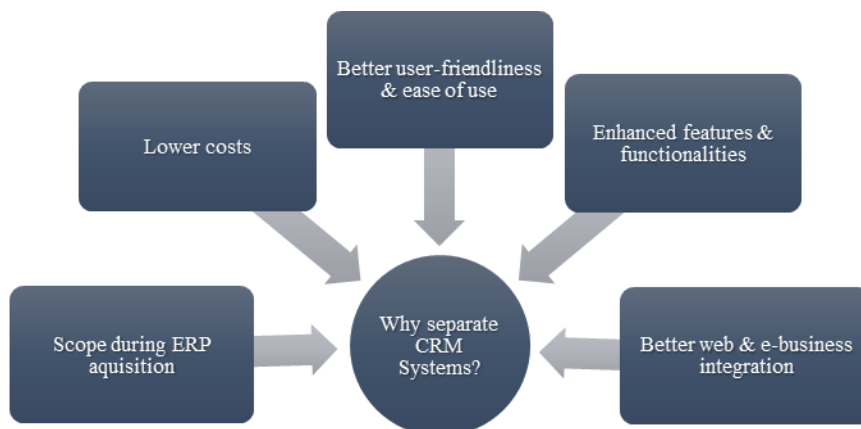 Better user-friendliness
& ease of use
Lower costs
Enhanced features &
functionalities
Scope during ERP
aquisition
Why separate
CRM
Systems?
Better web & e-business
integration